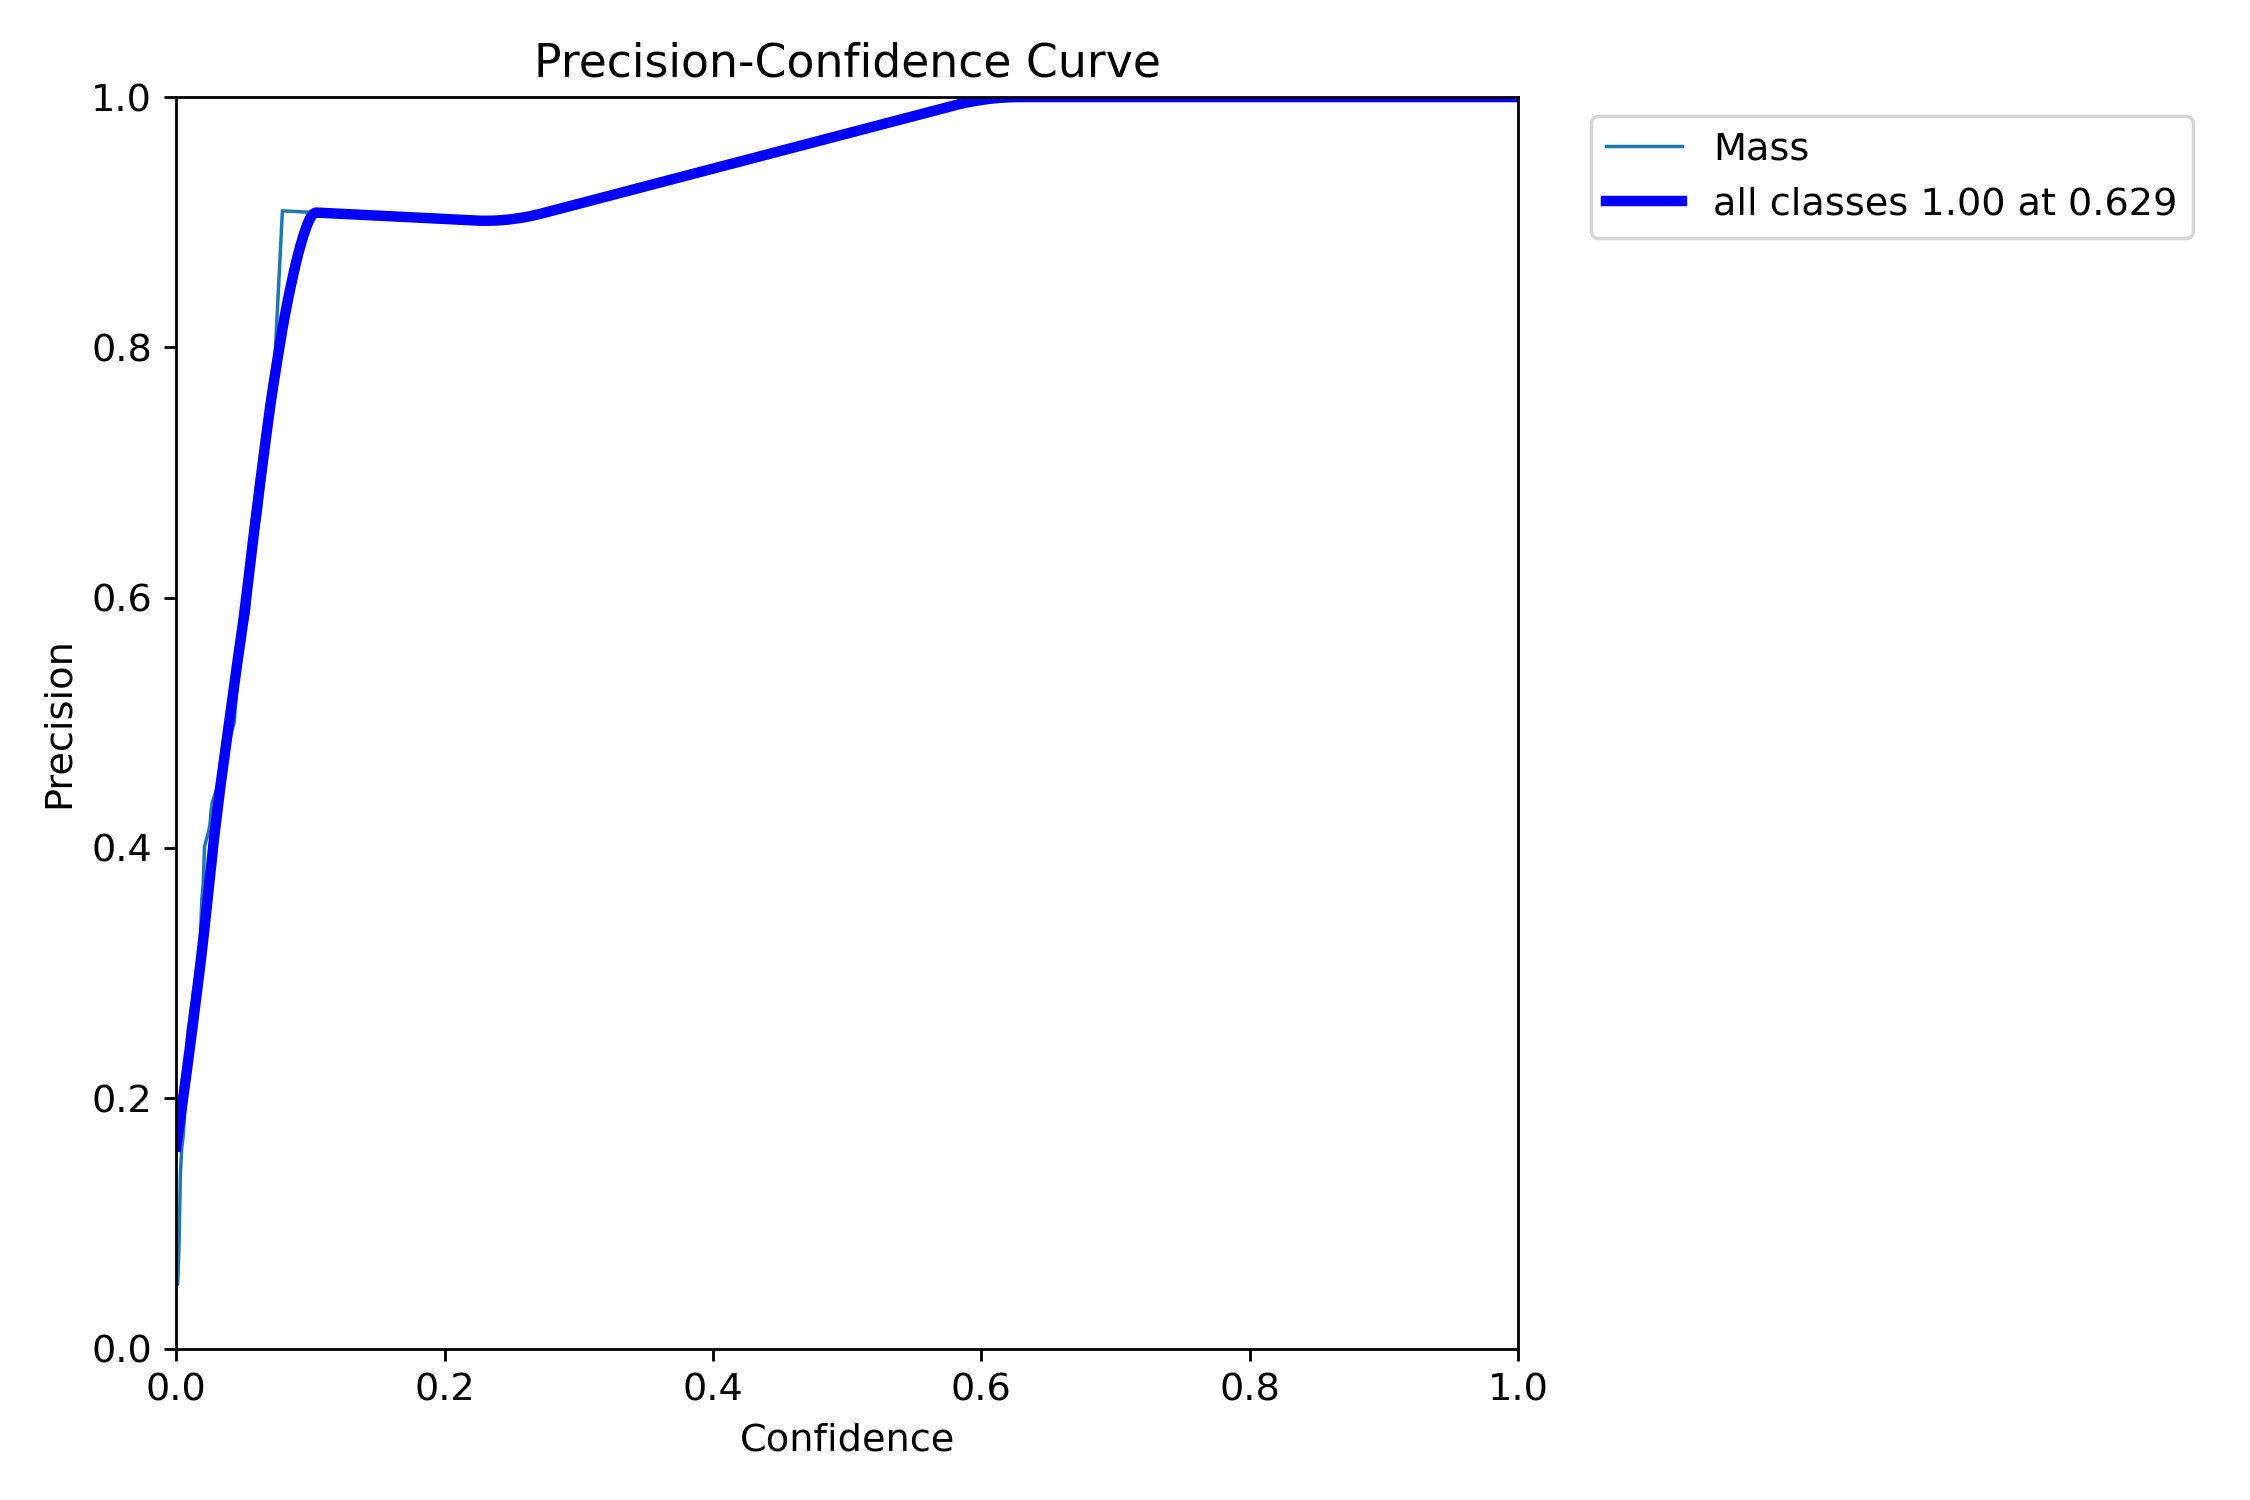 Precision-Confidence Curve
1.0
0.8
0.6
0.4
0.2
0.0
Precision
0.0 0.2 0.4 0.6 0.8 1.0
Confidence
Mass
all classes 1.00 at 0.629